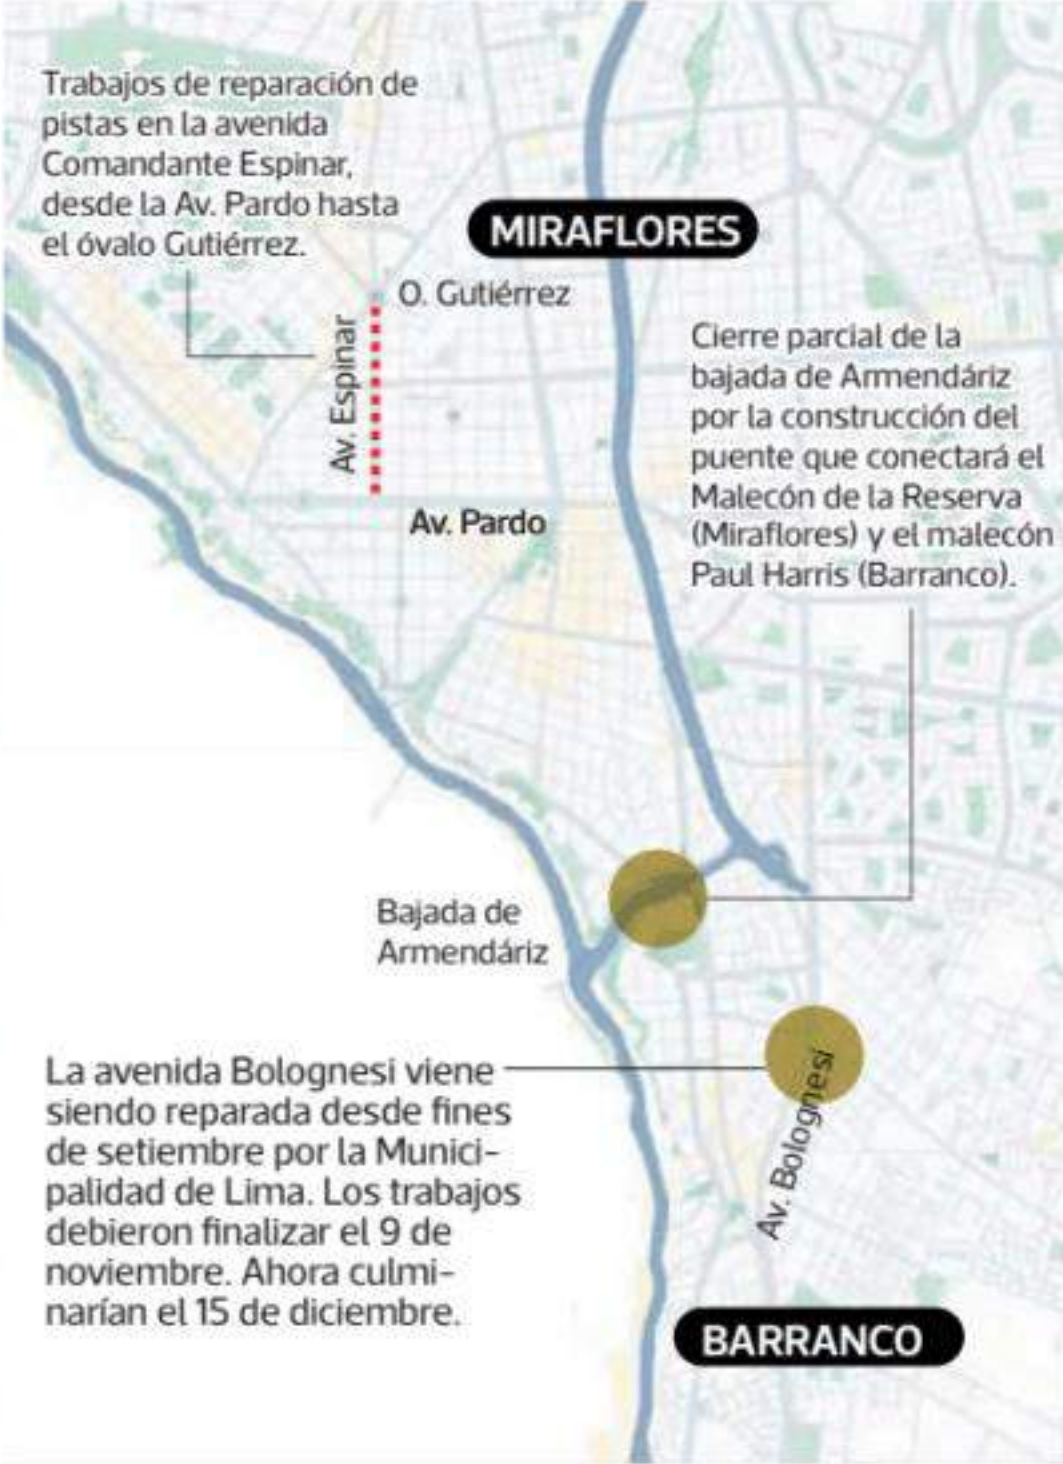 Trabajos de reparación de
pistas en la avenida
Comandante Espinar,
desde la Av. Pardo hasta
el óvalo Gutiérrez.
MIRAFLORES
O. Gutiérrez
Av. Espinar
Av. Pardo
Cierre parcial de la
bajada de Armendáriz
por la construcción del
puente que conectará el
Malecón de la Reserva
(Miraflores) y el malecón
Paul Harris (Barranco).
Bajada de
Armendáriz
La avenida Bolognesi viene
siendo reparada desde fines
de setiembre por la Munici-
palidad de Lima. Los trabajos
debieron finalizar el 9 de
noviembre. Ahora culmi-
narían el 15 de diciembre.
Av. Bolognesi
BARRANCO